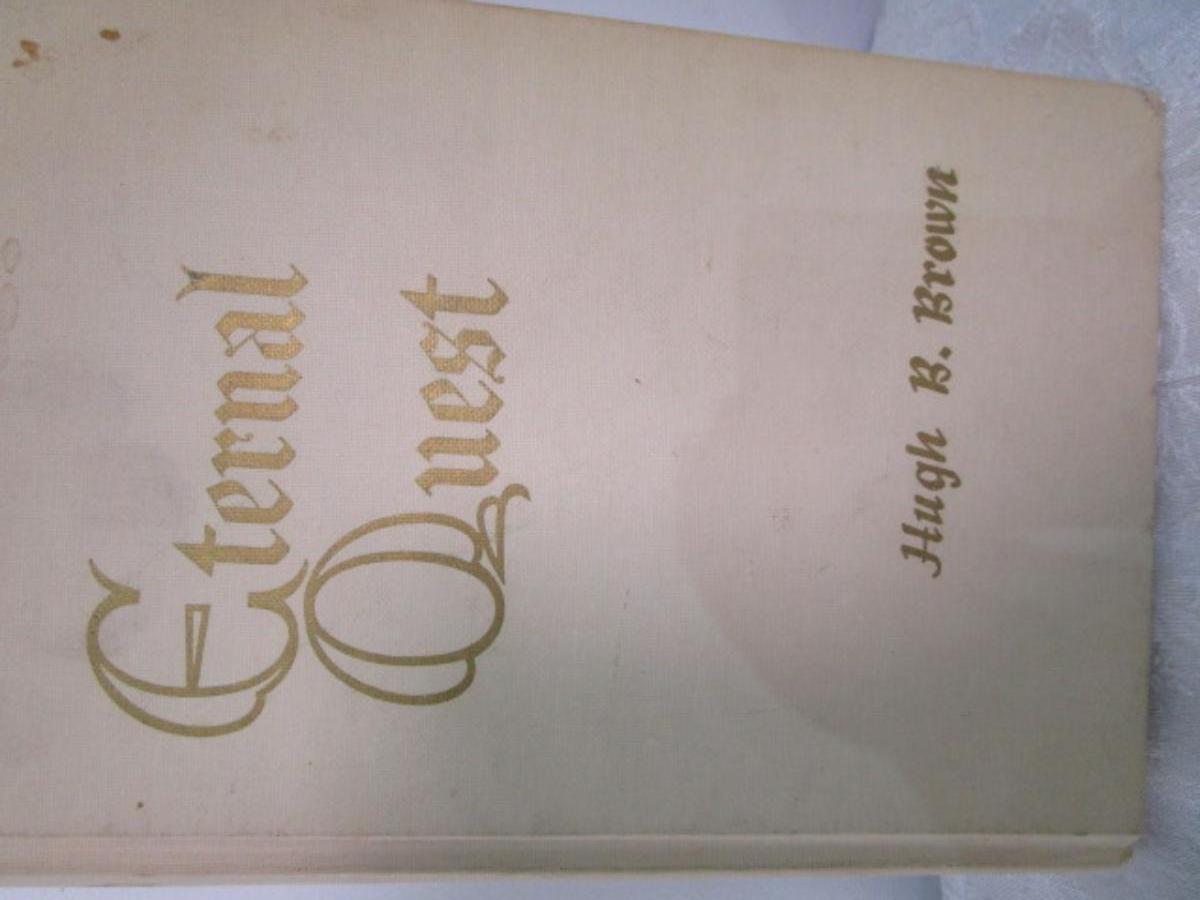 Eternal
Quest
Hugh B. Brown